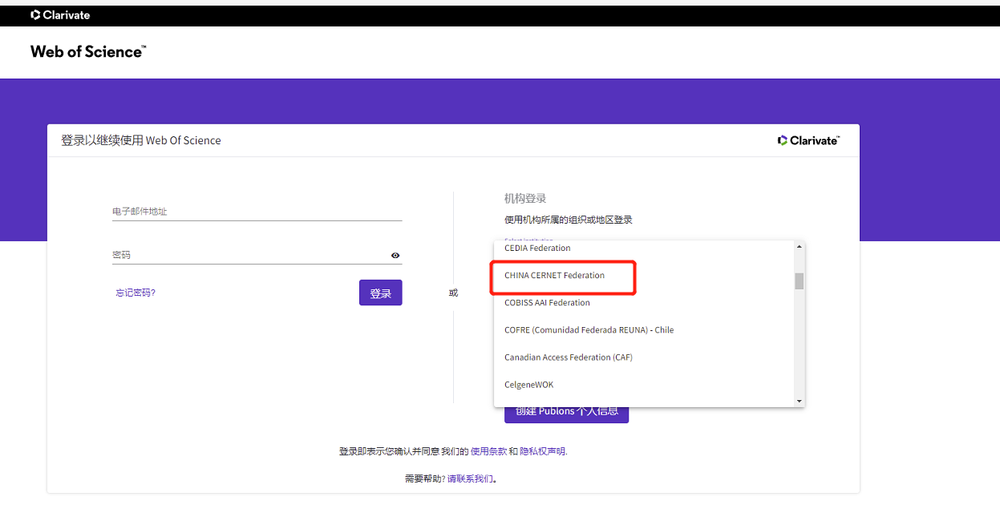 Clarivate
Web of Science™
登录以继续使用 Web Of Science
Clarivate™
电子邮件地址
密码
忘记密码?
登录
或
机构登录
使用机构所属的组织或地区登录
Select institution
CEDIA Federation
CHINA CERNET Federation
COBISS AAI Federation
COFRE (Comunidad Federada REUNA) - Chile
Canadian Access Federation (CAF)
CelgeneWOK
创建 Publons 个人信息
登录即表示您确认并同意 我们的 使用条款 和 隐私权声明.
需要帮助? 请联系我们。